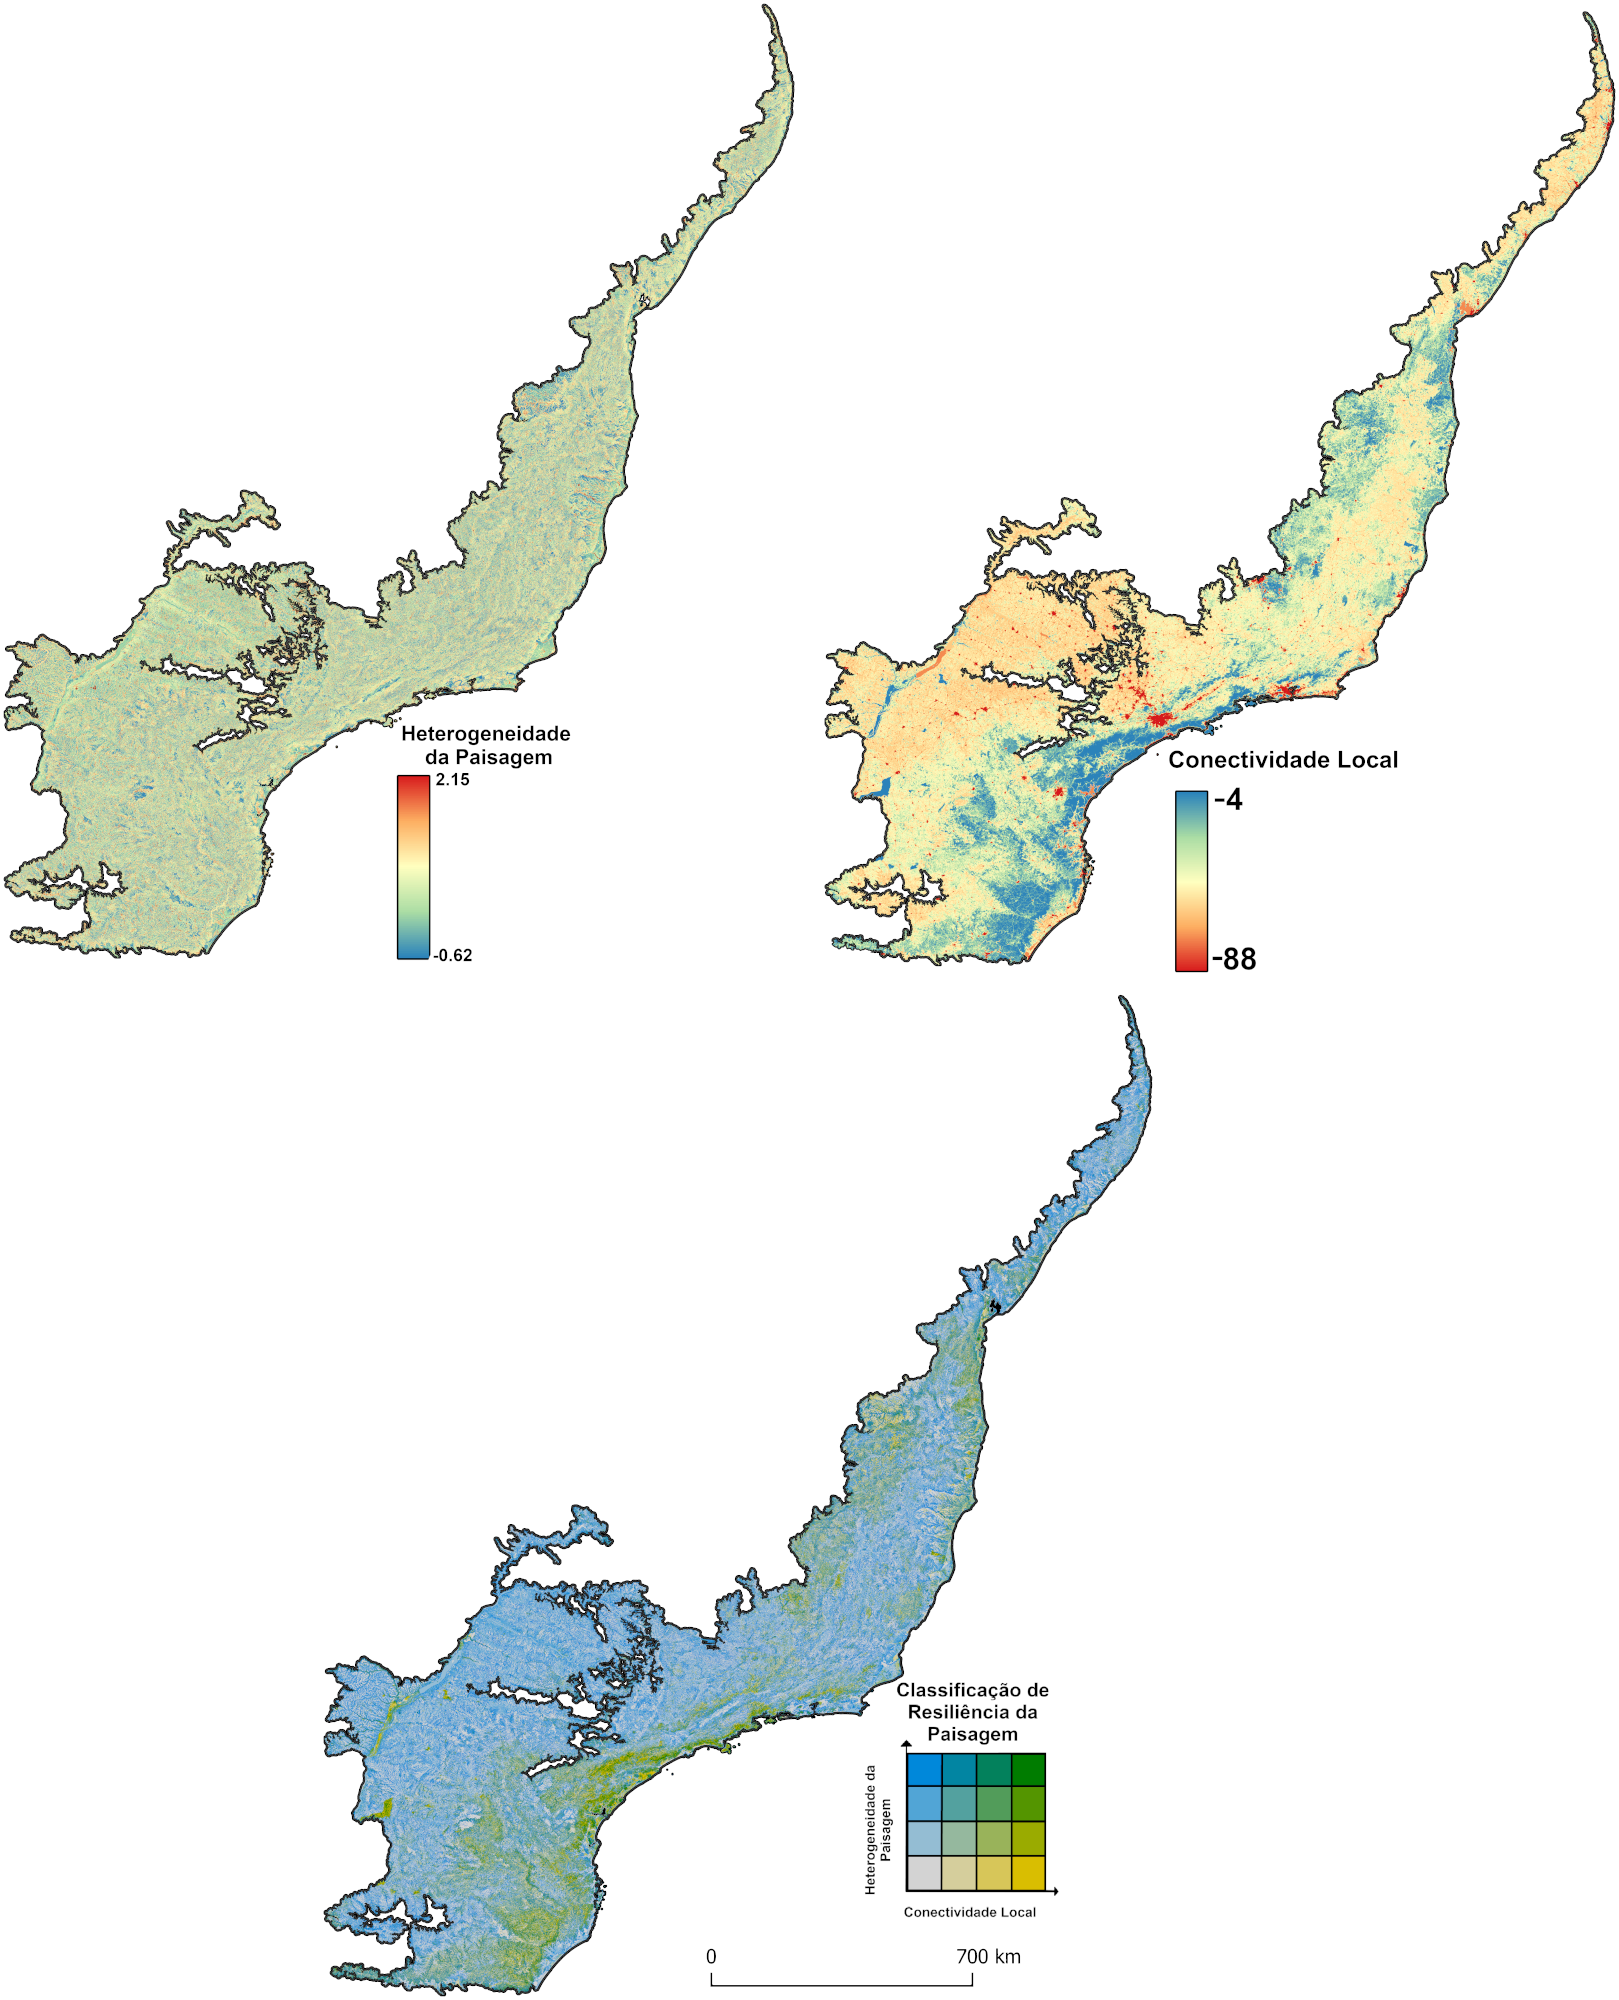 Heterogeneidade
da Paisagem
2.15
-0.62
Conectividade Local
-4
-88
Classificação de
Resiliência da
Paisagem
Heterogeneidade da
Paisagem
Conectividade Local
0 700 km